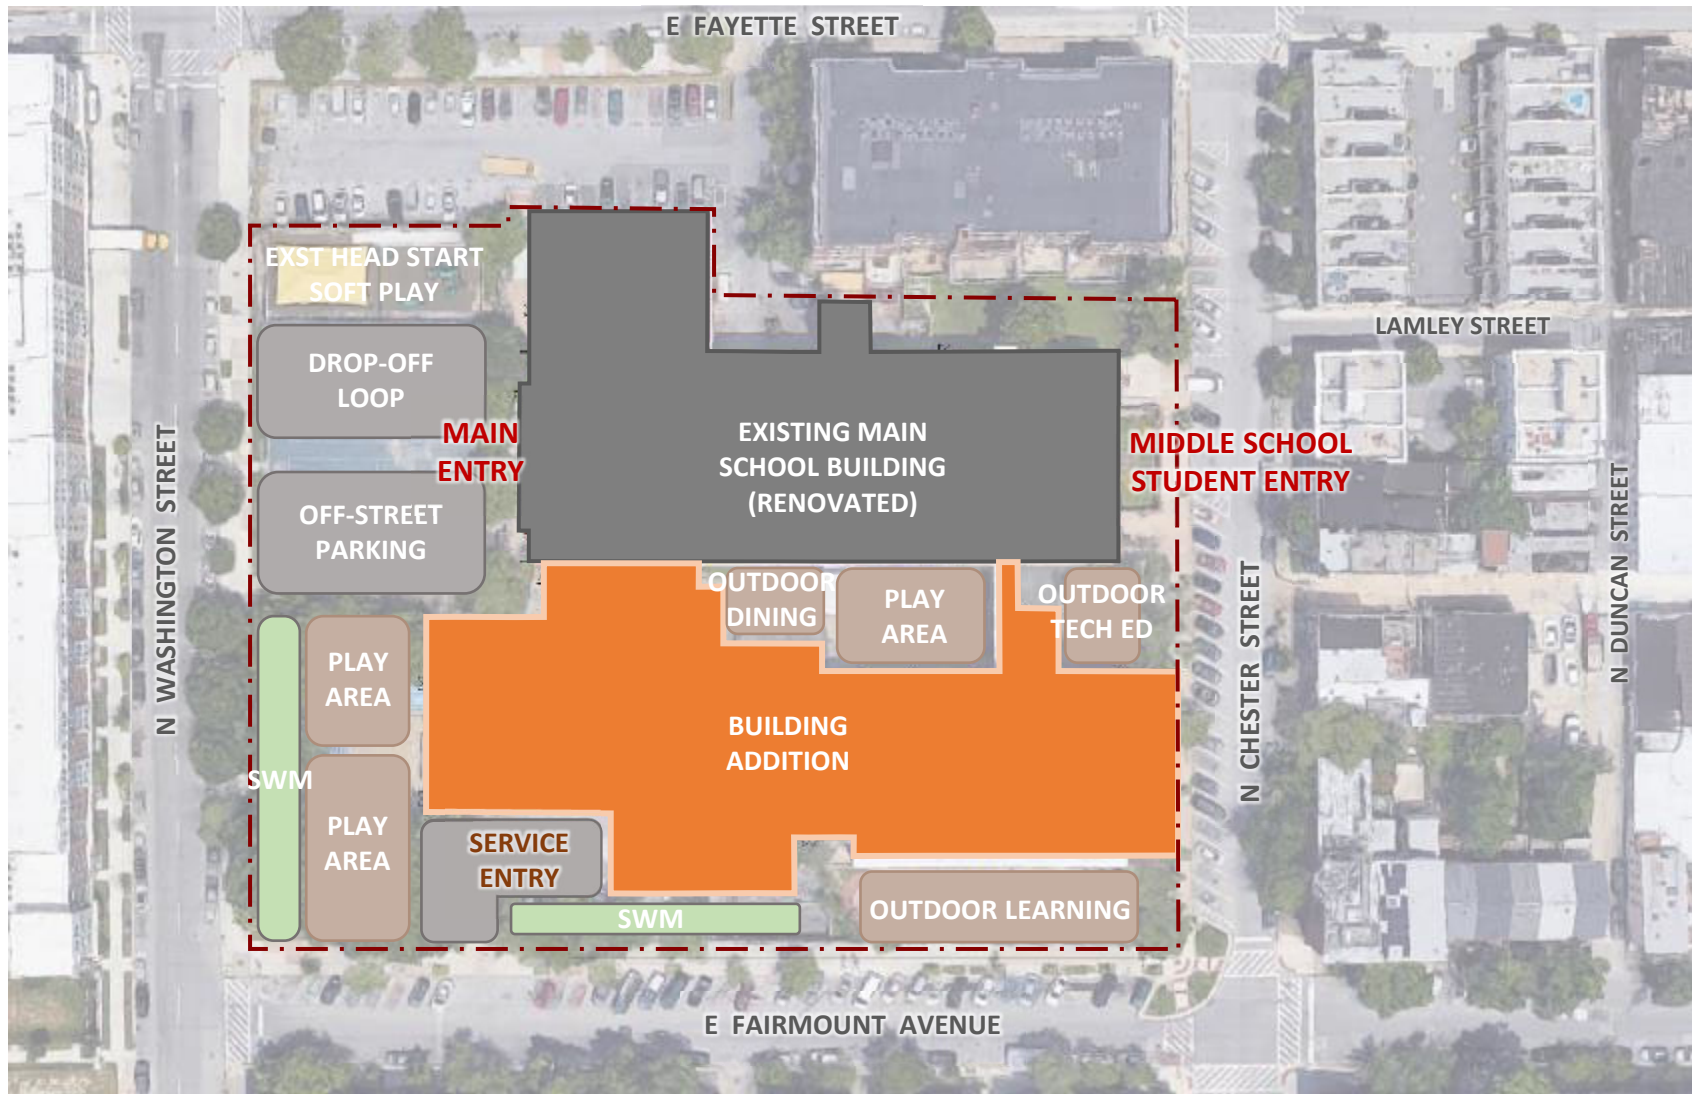 E FAYETTE STREET
EXST HEAD START
SOFT PLAY
DROP-OFF
LOOP
LAMLEY STREET
MAIN
ENTRY
EXISTING MAIN
SCHOOL BUILDING
(RENOVATED)
MIDDLE SCHOOL
STUDENT ENTRY
OFF-STREET
PARKING
N WASHINGTON STREET
N DUNCAN STREET
N CHESTER STREET
OUTDOOR
DINING
PLAY
AREA
OUTDOOR
TECH ED
PLAY
AREA
BUILDING
ADDITION
SWM
PLAY
AREA
SERVICE
ENTRY
SWM
OUTDOOR LEARNING
E FAIRMOUNT AVENUE